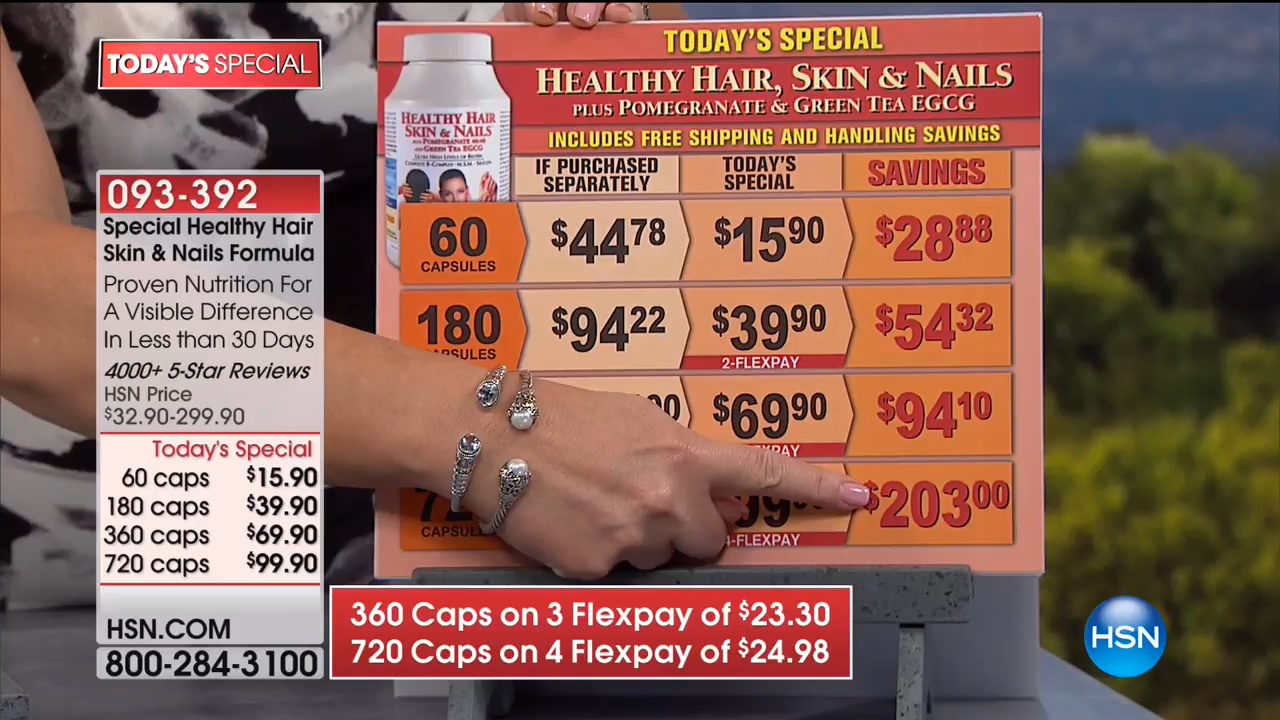 TODAY'S SPECIAL
093-392
Special Healthy Hair
Skin & Nails Formula
Proven Nutrition For
A Visible Difference
In Less than 30 Days
4000+ 5-Star Reviews
HSN Price
$32.90-299.90
Today's Special
60 caps $15.90
180 caps $39.90
360 caps $69.90
720 caps $99.90
HSN.COM
800-284-3100
TODAY'S SPECIAL
HEALTHY HAIR, SKIN & NAILS
PLUS POMEGRANATE & GREEN TEA EGCG
INCLUDES FREE SHIPPING AND HANDLING SAVINGS
IF PURCHASED SEPARATELY
TODAY'S SPECIAL
SAVINGS
60 CAPSULES $44.78 $15.90 $28.88
180 CAPSULES $94.22 $39.90 $54.32
2-FLEXPAY
$69.90 $94.10
$203.00
CAPSULES
4-FLEXPAY
HEALTHY HAIR
SKIN & NAILS
GREEN TEA EGCG
360 Caps on 3 Flexpay of $23.30
720 Caps on 4 Flexpay of $24.98
HSN